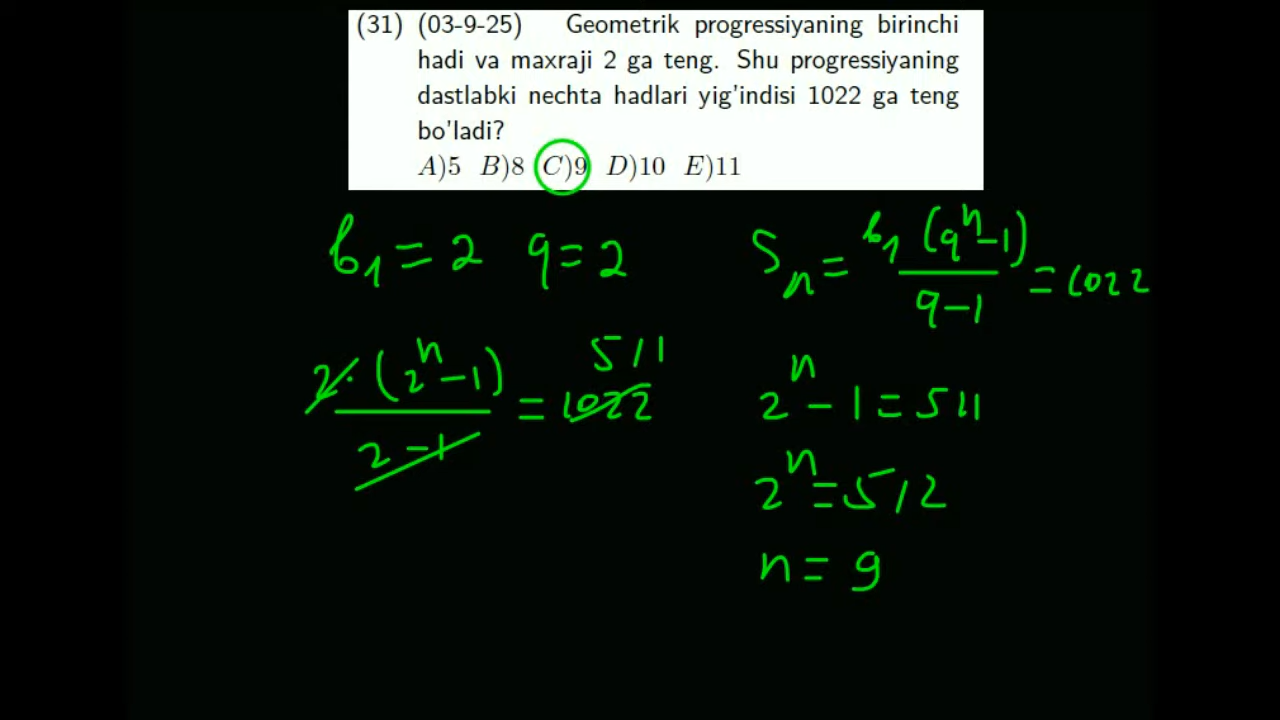 (31) (03-9-25) Geometrik progressiyaning birinchi
hadi va maxraji 2 ga teng. Shu progressiyaning
dastlabki nechta hadlari yig'indisi 1022 ga teng
bo'ladi?
A)5 B)8 C)9 D)10 E)11
b₁ = 2 q = 2
Sₙ = b₁ (qⁿ-1) / q-1 = 1022
2· (2ⁿ-1) / 2-1 = 1022 511
2ⁿ - 1 = 511
2ⁿ = 512
n = 9